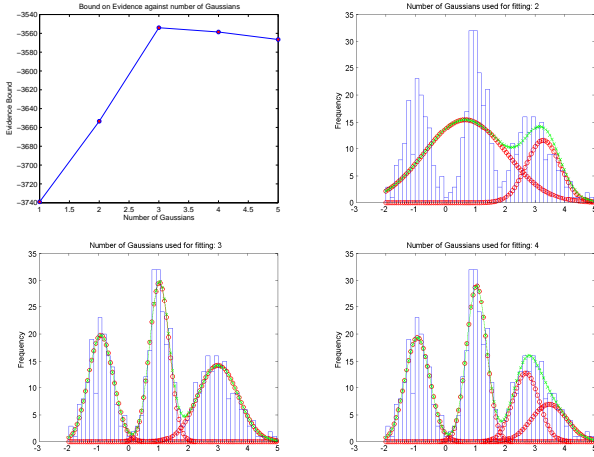 Bound on Evidence against number of Gaussians
Evidence Bound
−3540
−3560
−3580
−3600
−3620
−3640
−3660
−3680
−3700
−3720
−3740
1 1.5 2 2.5 3 3.5 4 4.5 5
Number of Gaussians
Number of Gaussians used for fitting: 2
Frequency
35
30
25
20
15
10
5
0
-3 -2 -1 0 1 2 3 4 5
Number of Gaussians used for fitting: 3
Frequency
35
30
25
20
15
10
5
0
-3 -2 -1 0 1 2 3 4 5
Number of Gaussians used for fitting: 4
Frequency
35
30
25
20
15
10
5
0
-3 -2 -1 0 1 2 3 4 5